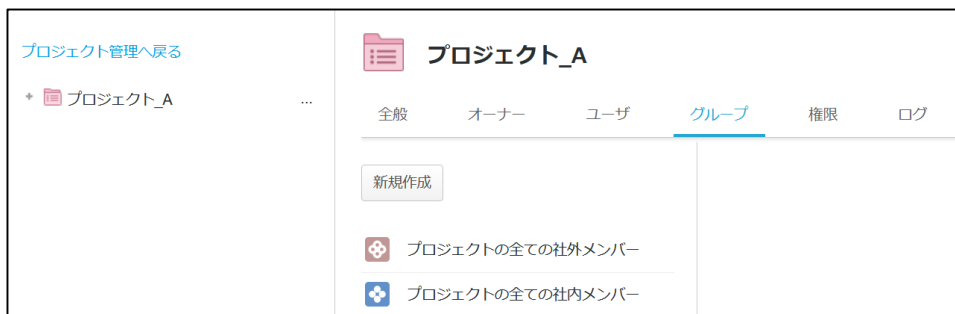 プロジェクト管理へ戻る
プロジェクト_A
...
プロジェクト_A
全般 オーナー ユーザ グループ 権限 ログ
新規作成
プロジェクトの全ての社外メンバー
プロジェクトの全ての社内メンバー